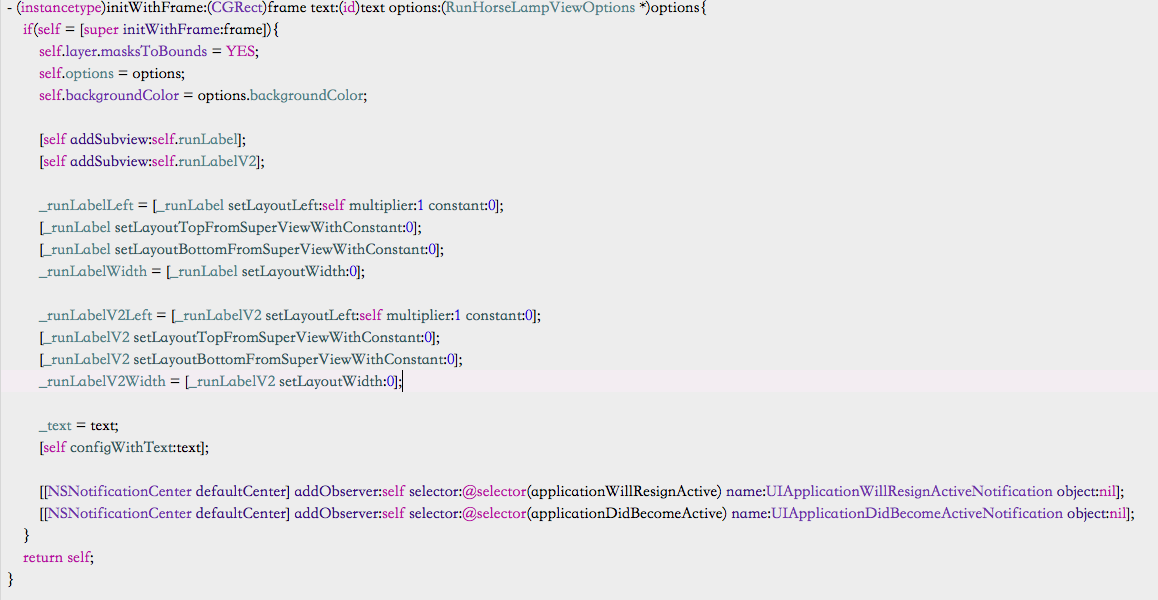 - (instancetype)initWithFrame:(CGRect)frame text:(id)text options:(RunHorseLampViewOptions *)options{
if(self = [super initWithFrame:frame]){
self.layer.masksToBounds = YES;
self.options = options;
self.backgroundColor = options.backgroundColor;
[self addSubview:self.runLabel];
[self addSubview:self.runLabelV2];
_runLabelLeft = [_runLabel setLayoutLeft:self multiplier:1 constant:0];
[_runLabel setLayoutTopFromSuperViewWithConstant:0];
[_runLabel setLayoutBottomFromSuperViewWithConstant:0];
_runLabelWidth = [_runLabel setLayoutWidth:0];
_runLabelV2Left = [_runLabelV2 setLayoutLeft:self multiplier:1 constant:0];
[_runLabelV2 setLayoutTopFromSuperViewWithConstant:0];
[_runLabelV2 setLayoutBottomFromSuperViewWithConstant:0];
_runLabelV2Width = [_runLabelV2 setLayoutWidth:0];
_text = text;
[self configWithText:text];
[[NSNotificationCenter defaultCenter] addObserver:self selector:@selector(applicationWillResignActive) name:UIApplicationWillResignActiveNotification object:nil];
[[NSNotificationCenter defaultCenter] addObserver:self selector:@selector(applicationDidBecomeActive) name:UIApplicationDidBecomeActiveNotification object:nil];
}
return self;
}